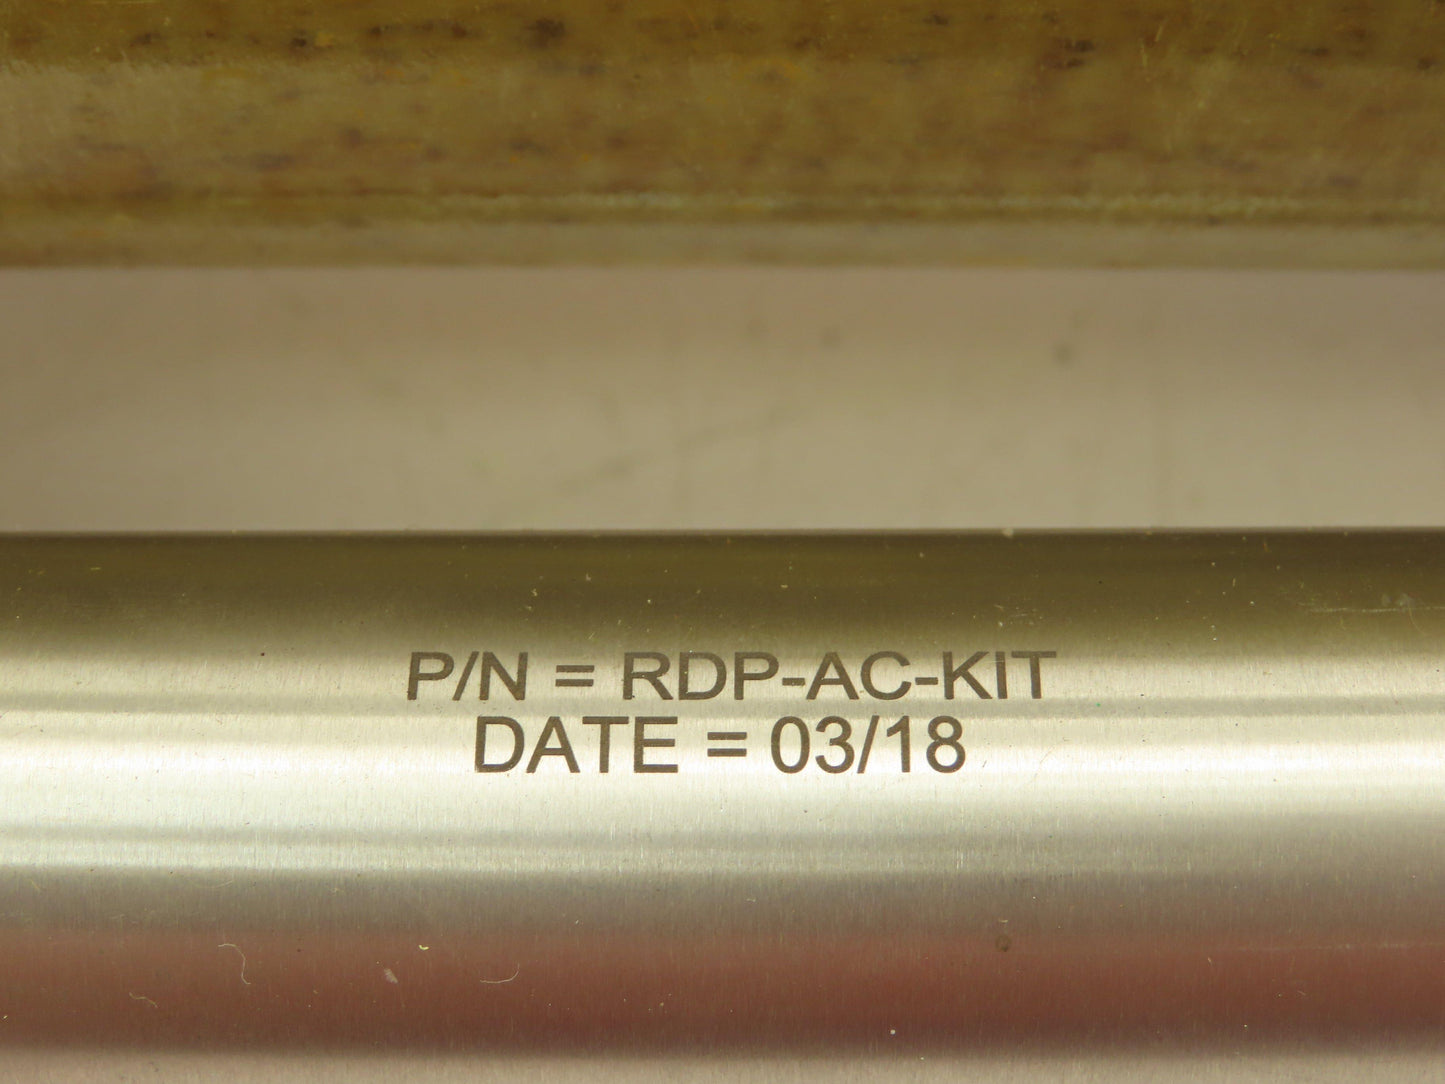 P/N = RDP-AC-KIT
DATE = 03/18